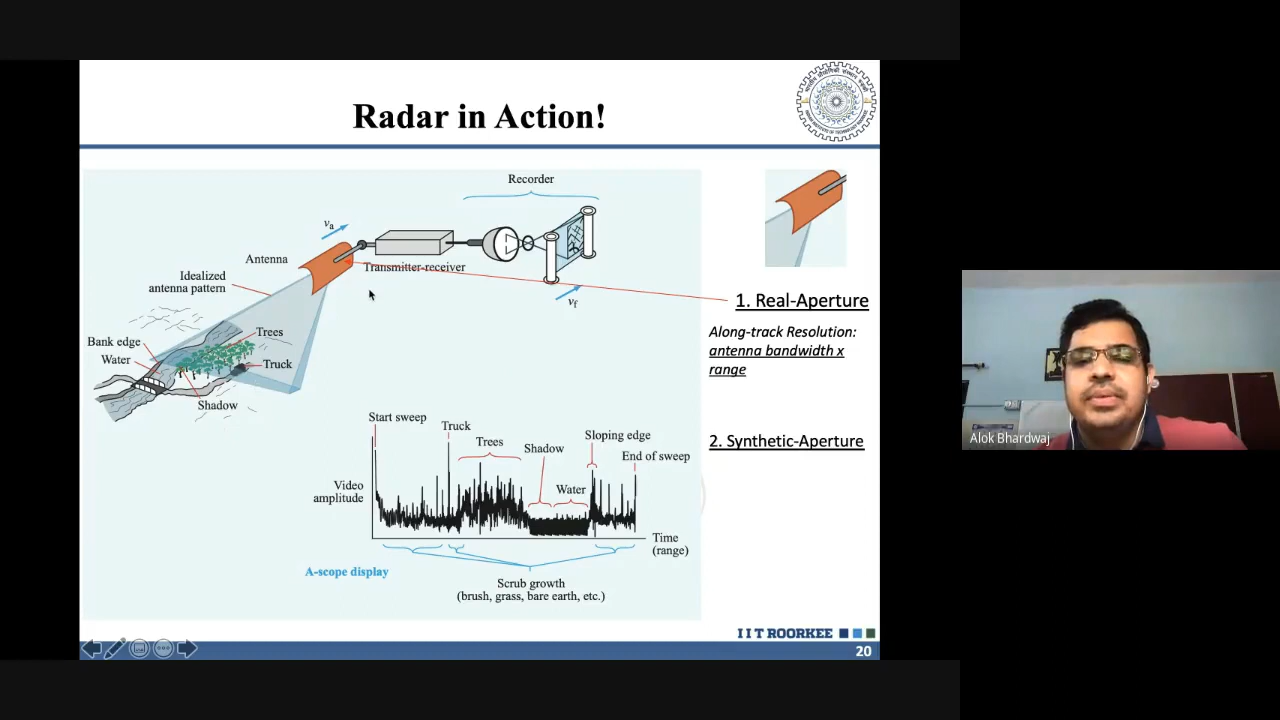 Radar in Action!
Recorder
va
Antenna
Transmitter-receiver
Idealized
antenna pattern
vf
1. Real-Aperture
Along-track Resolution:
antenna bandwidth x
range
Trees
Bank edge
Water
Truck
Shadow
Start sweep
Truck
Trees
Shadow
Sloping edge
End of sweep
2. Synthetic-Aperture
Video
amplitude
Water
Time
(range)
A-scope display
Scrub growth
(brush, grass, bare earth, etc.)
I I T ROORKEE
20
Alok Bhardwaj